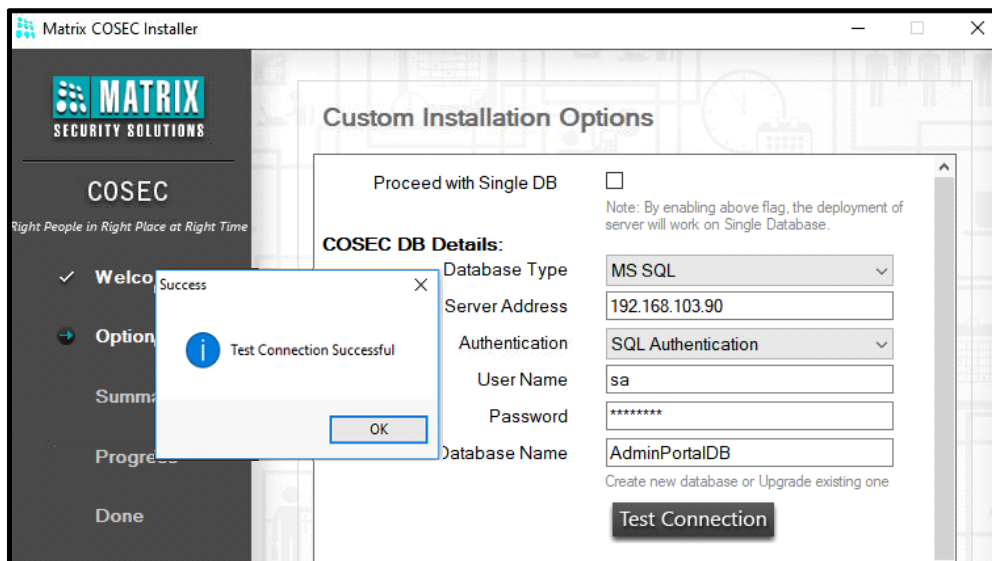 Matrix COSEC Installer
MATRIX
SECURITY SOLUTIONS
COSEC
Right People in Right Place at Right Time
Welco
Option
Summa
Progress
Done
Custom Installation Options
Proceed with Single DB
Note: By enabling above flag, the deployment of
server will work on Single Database.
COSEC DB Details:
Database Type MS SQL
Server Address 192.168.103.90
Authentication SQL Authentication
User Name sa
Password ********
Database Name AdminPortalDB
Create new database or Upgrade existing one
Test Connection
Success
Test Connection Successful
OK